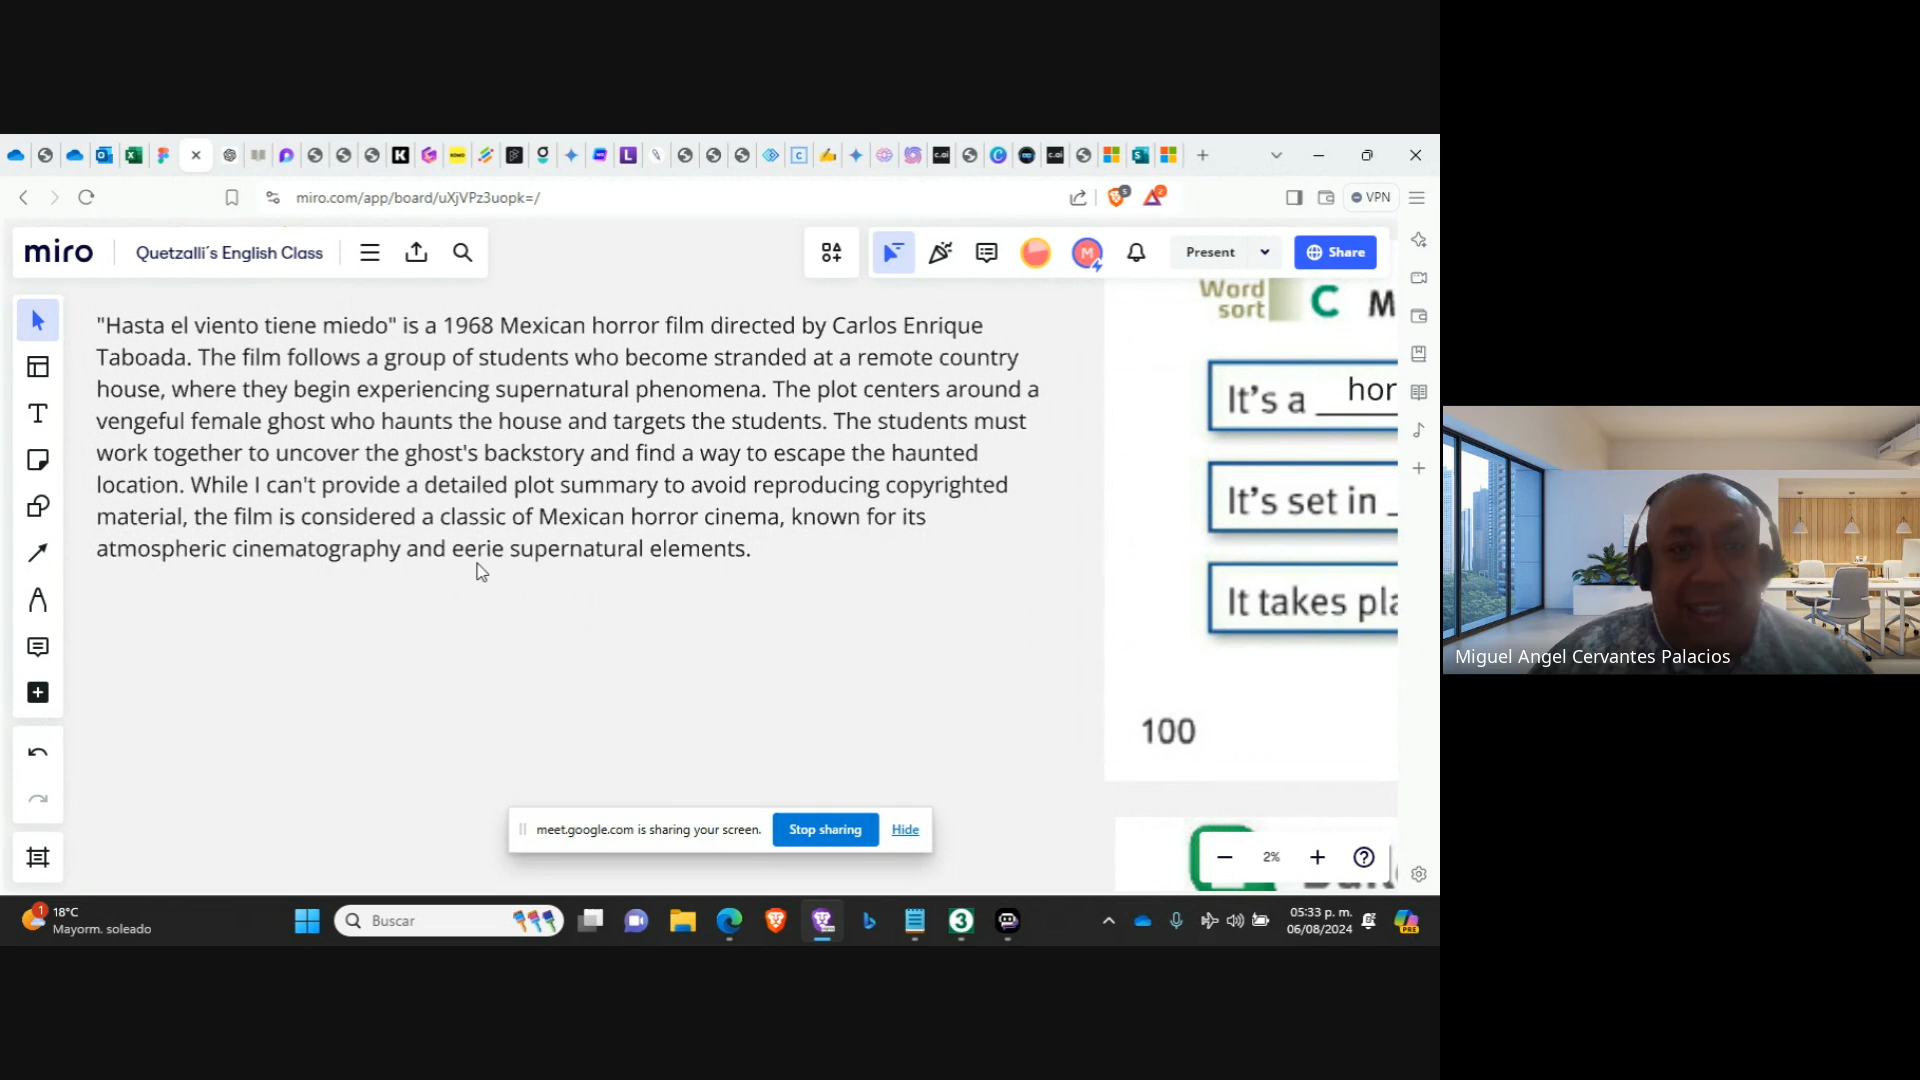 miro.com/app/board/uXjVPz3uopk=/
VPN
miro
Quetzalli´s English Class
Present
Share
"Hasta el viento tiene miedo" is a 1968 Mexican horror film directed by Carlos Enrique
Taboada. The film follows a group of students who become stranded at a remote country
house, where they begin experiencing supernatural phenomena. The plot centers around a
vengeful female ghost who haunts the house and targets the students. The students must
work together to uncover the ghost's backstory and find a way to escape the haunted
location. While I can't provide a detailed plot summary to avoid reproducing copyrighted
material, the film is considered a classic of Mexican horror cinema, known for its
atmospheric cinematography and eerie supernatural elements.
Word
sort
C M
It's a ___ hor
It's set in _
It takes pla
100
meet.google.com is sharing your screen.
Stop sharing
Hide
2%
Miguel Angel Cervantes Palacios
18°C
Mayorm. soleado
Buscar
05:33 p. m.
06/08/2024